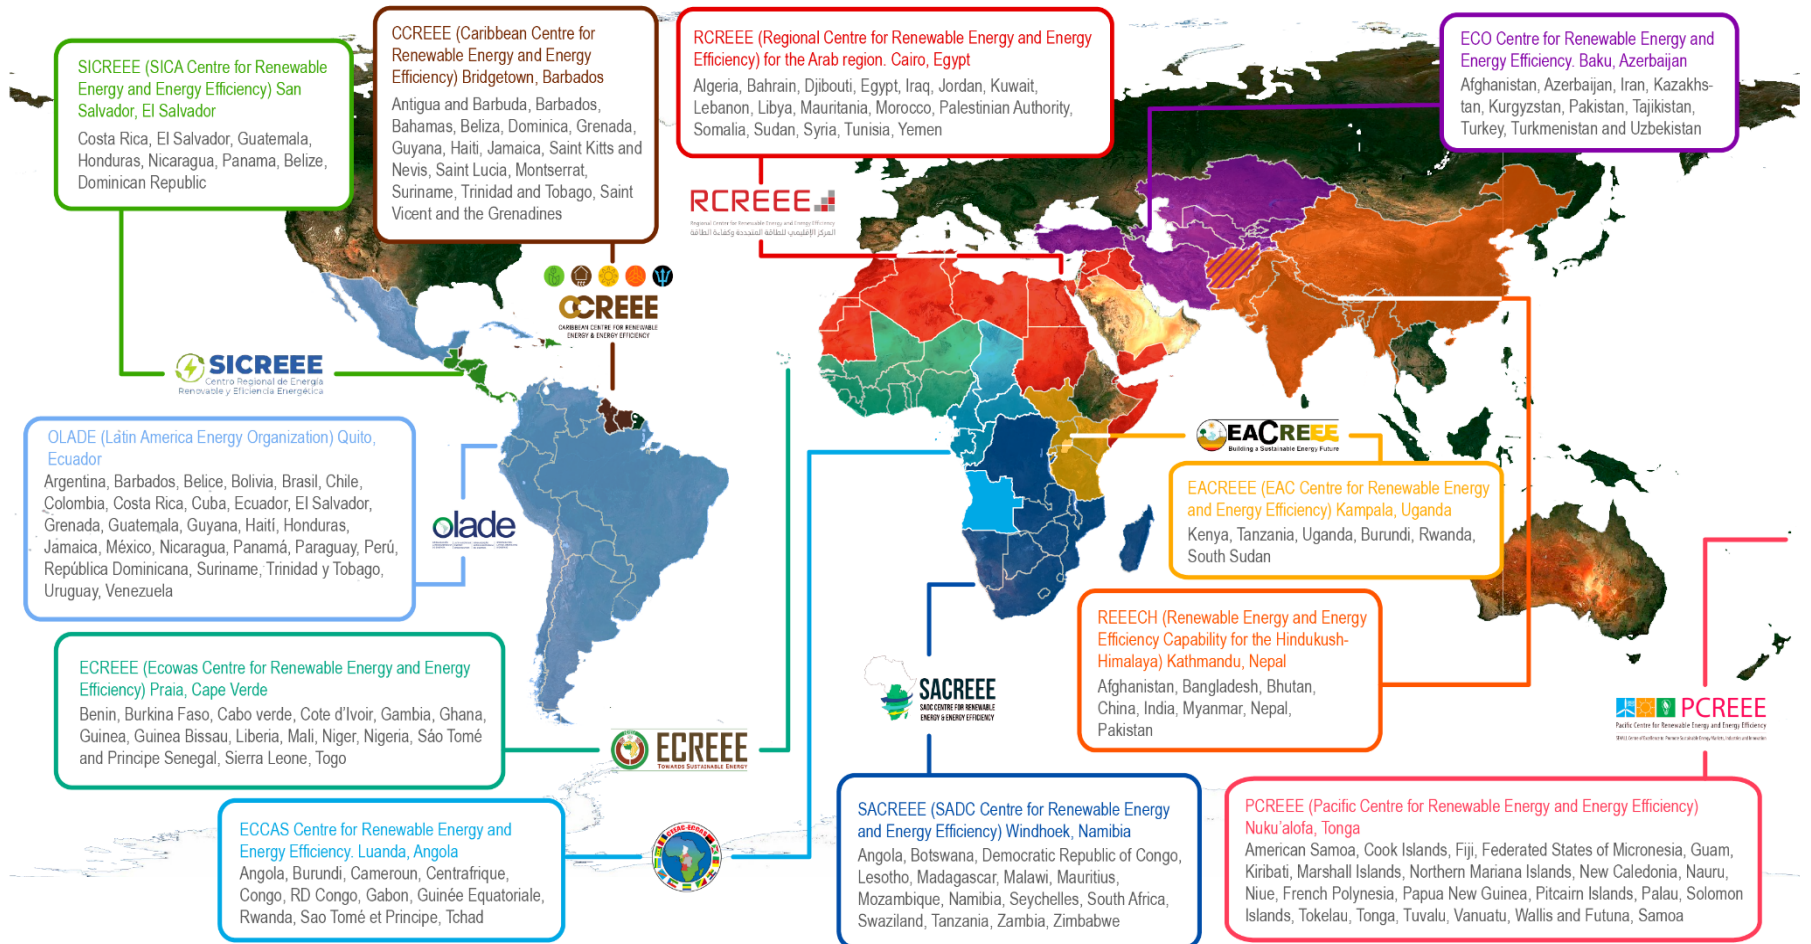 SICREEE (SICA Centre for Renewable
Energy and Energy Efficiency) San
Salvador, El Salvador
Costa Rica, El Salvador, Guatemala,
Honduras, Nicaragua, Panama, Belize,
Dominican Republic
SICREEE
Centro Regional de Energía
Renovable y Eficiencia Energética
CCREEE (Caribbean Centre for
Renewable Energy and Energy
Efficiency) Bridgetown, Barbados
Antigua and Barbuda, Barbados,
Bahamas, Beliza, Dominica, Grenada,
Guyana, Haiti, Jamaica, Saint Kitts and
Nevis, Saint Lucia, Montserrat,
Suriname, Trinidad and Tobago, Saint
Vicent and the Grenadines
CCREEE
CARIBBEAN CENTRE FOR RENEWABLE
ENERGY & ENERGY EFFICIENCY
RCREEE (Regional Centre for Renewable Energy and Energy
Efficiency) for the Arab region. Cairo, Egypt
Algeria, Bahrain, Djibouti, Egypt, Iraq, Jordan, Kuwait,
Lebanon, Libya, Mauritania, Morocco, Palestinian Authority,
Somalia, Sudan, Syria, Tunisia, Yemen
RCREEE
Regional Center for Renewable Energy and Energy Efficiency
المركز الإقليمي للطاقة المتجددة وكفاءة الطاقة
ECO Centre for Renewable Energy and
Energy Efficiency. Baku, Azerbaijan
Afghanistan, Azerbaijan, Iran, Kazakhs-
tan, Kurgyzstan, Pakistan, Tajikistan,
Turkey, Turkmenistan and Uzbekistan
OLADE (Latin America Energy Organization) Quito,
Ecuador
Argentina, Barbados, Belice, Bolivia, Brasil, Chile,
Colombia, Costa Rica, Cuba, Ecuador, El Salvador,
Grenada, Guatemala, Guyana, Haití, Honduras,
Jamaica, México, Nicaragua, Panamá, Paraguay, Perú,
República Dominicana, Suriname, Trinidad y Tobago,
Uruguay, Venezuela
olade
EACREEE
Building a Sustainable Energy Future
EACREEE (EAC Centre for Renewable Energy
and Energy Efficiency) Kampala, Uganda
Kenya, Tanzania, Uganda, Burundi, Rwanda,
South Sudan
REEECH (Renewable Energy and Energy
Efficiency Capability for the Hindukush-
Himalaya) Kathmandu, Nepal
Afghanistan, Bangladesh, Bhutan,
China, India, Myanmar, Nepal,
Pakistan
ECREEE (Ecowas Centre for Renewable Energy and Energy
Efficiency) Praia, Cape Verde
Benin, Burkina Faso, Cabo verde, Cote d'Ivoir, Gambia, Ghana,
Guinea, Guinea Bissau, Liberia, Mali, Niger, Nigeria, Sáo Tomé
and Principe Senegal, Sierra Leone, Togo
ECREEE
TOWARDS SUSTAINABLE ENERGY
SACREEE
SADC CENTRE FOR RENEWABLE
ENERGY & ENERGY EFFICIENCY
PCREEE
Pacific Centre for Renewable Energy and Energy Efficiency
ECCAS Centre for Renewable Energy and
Energy Efficiency. Luanda, Angola
Angola, Burundi, Cameroun, Centrafrique,
Congo, RD Congo, Gabon, Guinée Equatoriale,
Rwanda, Sao Tomé et Principe, Tchad
CEEAC-ECCAS
SACREEE (SADC Centre for Renewable Energy
and Energy Efficiency) Windhoek, Namibia
Angola, Botswana, Democratic Republic of Congo,
Lesotho, Madagascar, Malawi, Mauritius,
Mozambique, Namibia, Seychelles, South Africa,
Swaziland, Tanzania, Zambia, Zimbabwe
PCREEE (Pacific Centre for Renewable Energy and Energy Efficiency)
Nuku'alofa, Tonga
American Samoa, Cook Islands, Fiji, Federated States of Micronesia, Guam,
Kiribati, Marshall Islands, Northern Mariana Islands, New Caledonia, Nauru,
Niue, French Polynesia, Papua New Guinea, Pitcairn Islands, Palau, Solomon
Islands, Tokelau, Tonga, Tuvalu, Vanuatu, Wallis and Futuna, Samoa